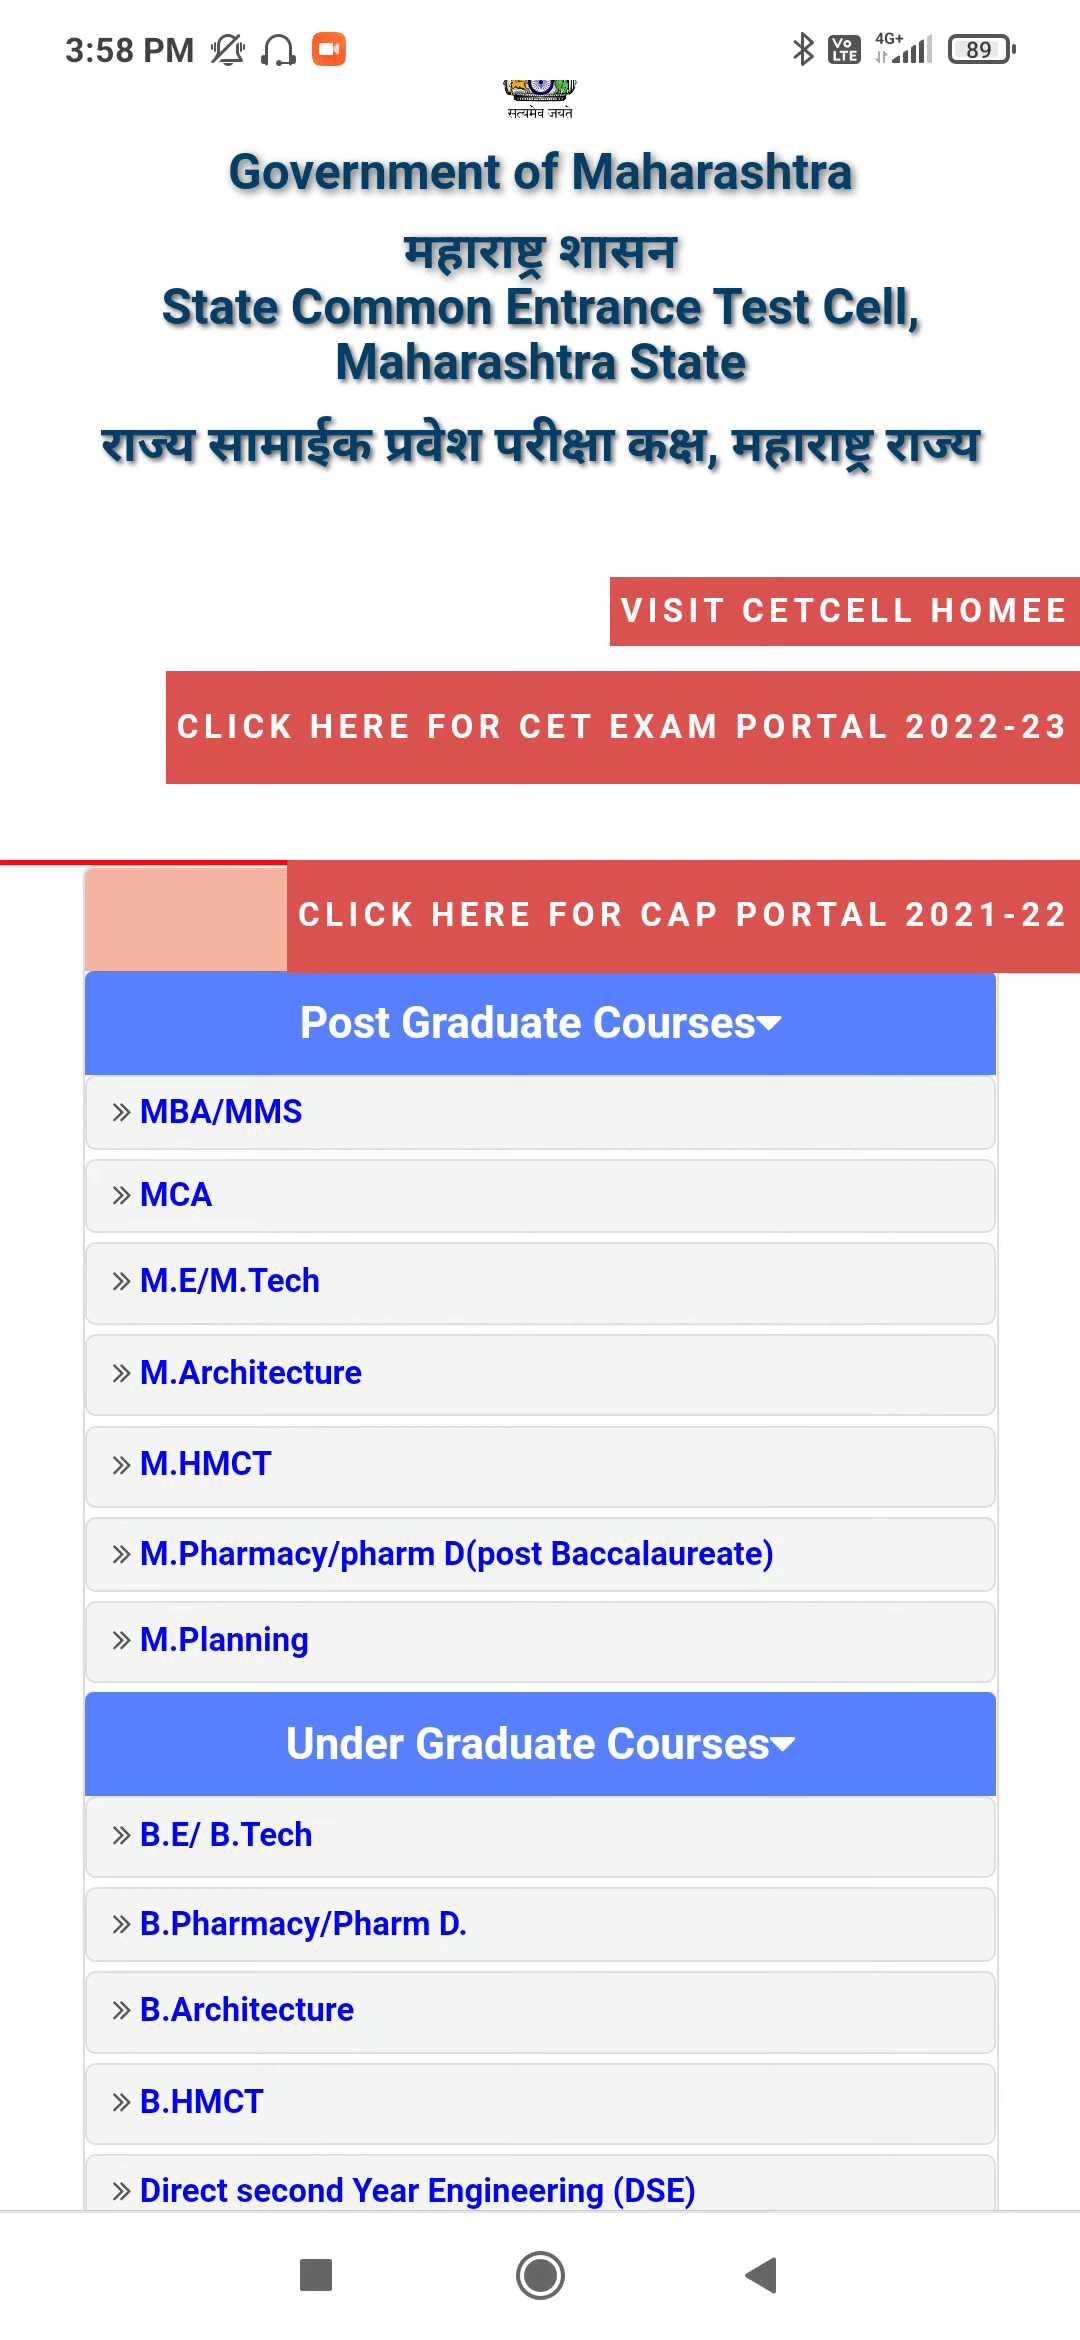 3:58 PM
Vo LTE 4G+ 89
सत्यमेव जयते
Government of Maharashtra
महाराष्ट्र शासन
State Common Entrance Test Cell,
Maharashtra State
राज्य सामाईक प्रवेश परीक्षा कक्ष, महाराष्ट्र राज्य
VISIT CETCELL HOMEE
CLICK HERE FOR CET EXAM PORTAL 2022-23
CLICK HERE FOR CAP PORTAL 2021-22
Post Graduate Courses
MBA/MMS
MCA
M.E/M.Tech
M.Architecture
M.HMCT
M.Pharmacy/pharm D(post Baccalaureate)
M.Planning
Under Graduate Courses
B.E/ B.Tech
B.Pharmacy/Pharm D.
B.Architecture
B.HMCT
Direct second Year Engineering (DSE)